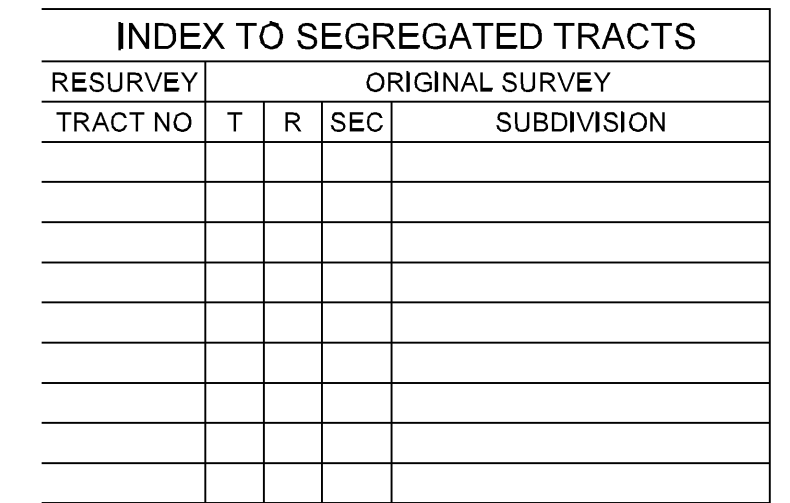 INDEX TO SEGREGATED TRACTS
RESURVEY ORIGINAL SURVEY
TRACT NO T R SEC SUBDIVISION